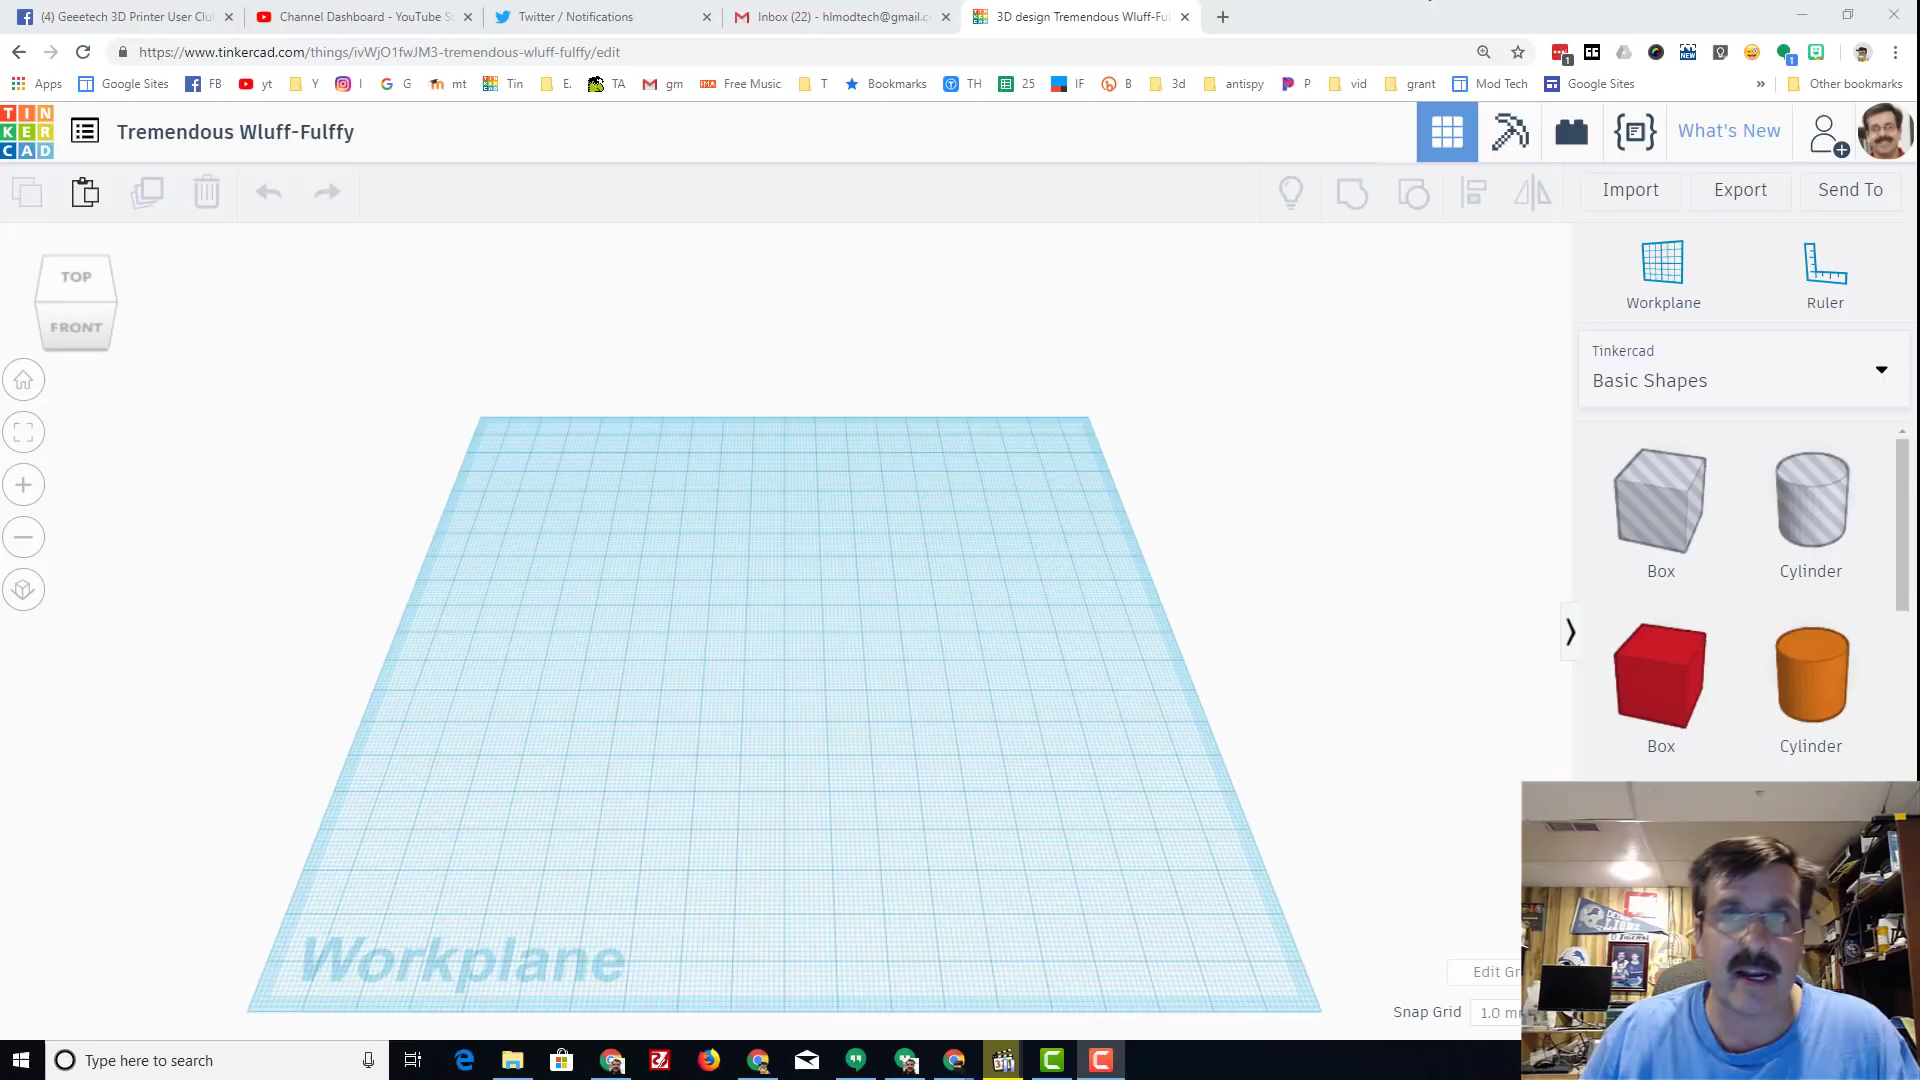 (4) Geeetech 3D Printer User Clu
Channel Dashboard - YouTube S
Twitter / Notifications
Inbox (22) - hlmodtech@gmail.c
3D design Tremendous Wluff-Ful
https://www.tinkercad.com/things/ivWjO1fwJM3-tremendous-wluff-fulffy/edit
Apps
Google Sites
FB
yt
Y
I
G
mt
Tin
E.
TA
gm
Free Music
T
Bookmarks
TH
25
IF
B
3d
antispy
P
vid
grant
Mod Tech
Google Sites
»
Other bookmarks
TIN
KER
CAD
Tremendous Wluff-Fulffy
What's New
Import
Export
Send To
TOP
FRONT
Workplane
Ruler
Tinkercad
Basic Shapes
Box
Cylinder
Box
Cylinder
Workplane
Edit Gr
Snap Grid
1.0 m
LIONS
TIGERS
Type here to search